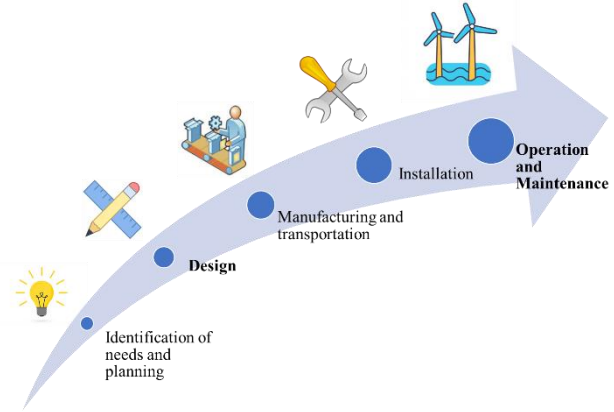 Identification of
needs and
planning
Design
Manufacturing and
transportation
Installation
Operation
and
Maintenance